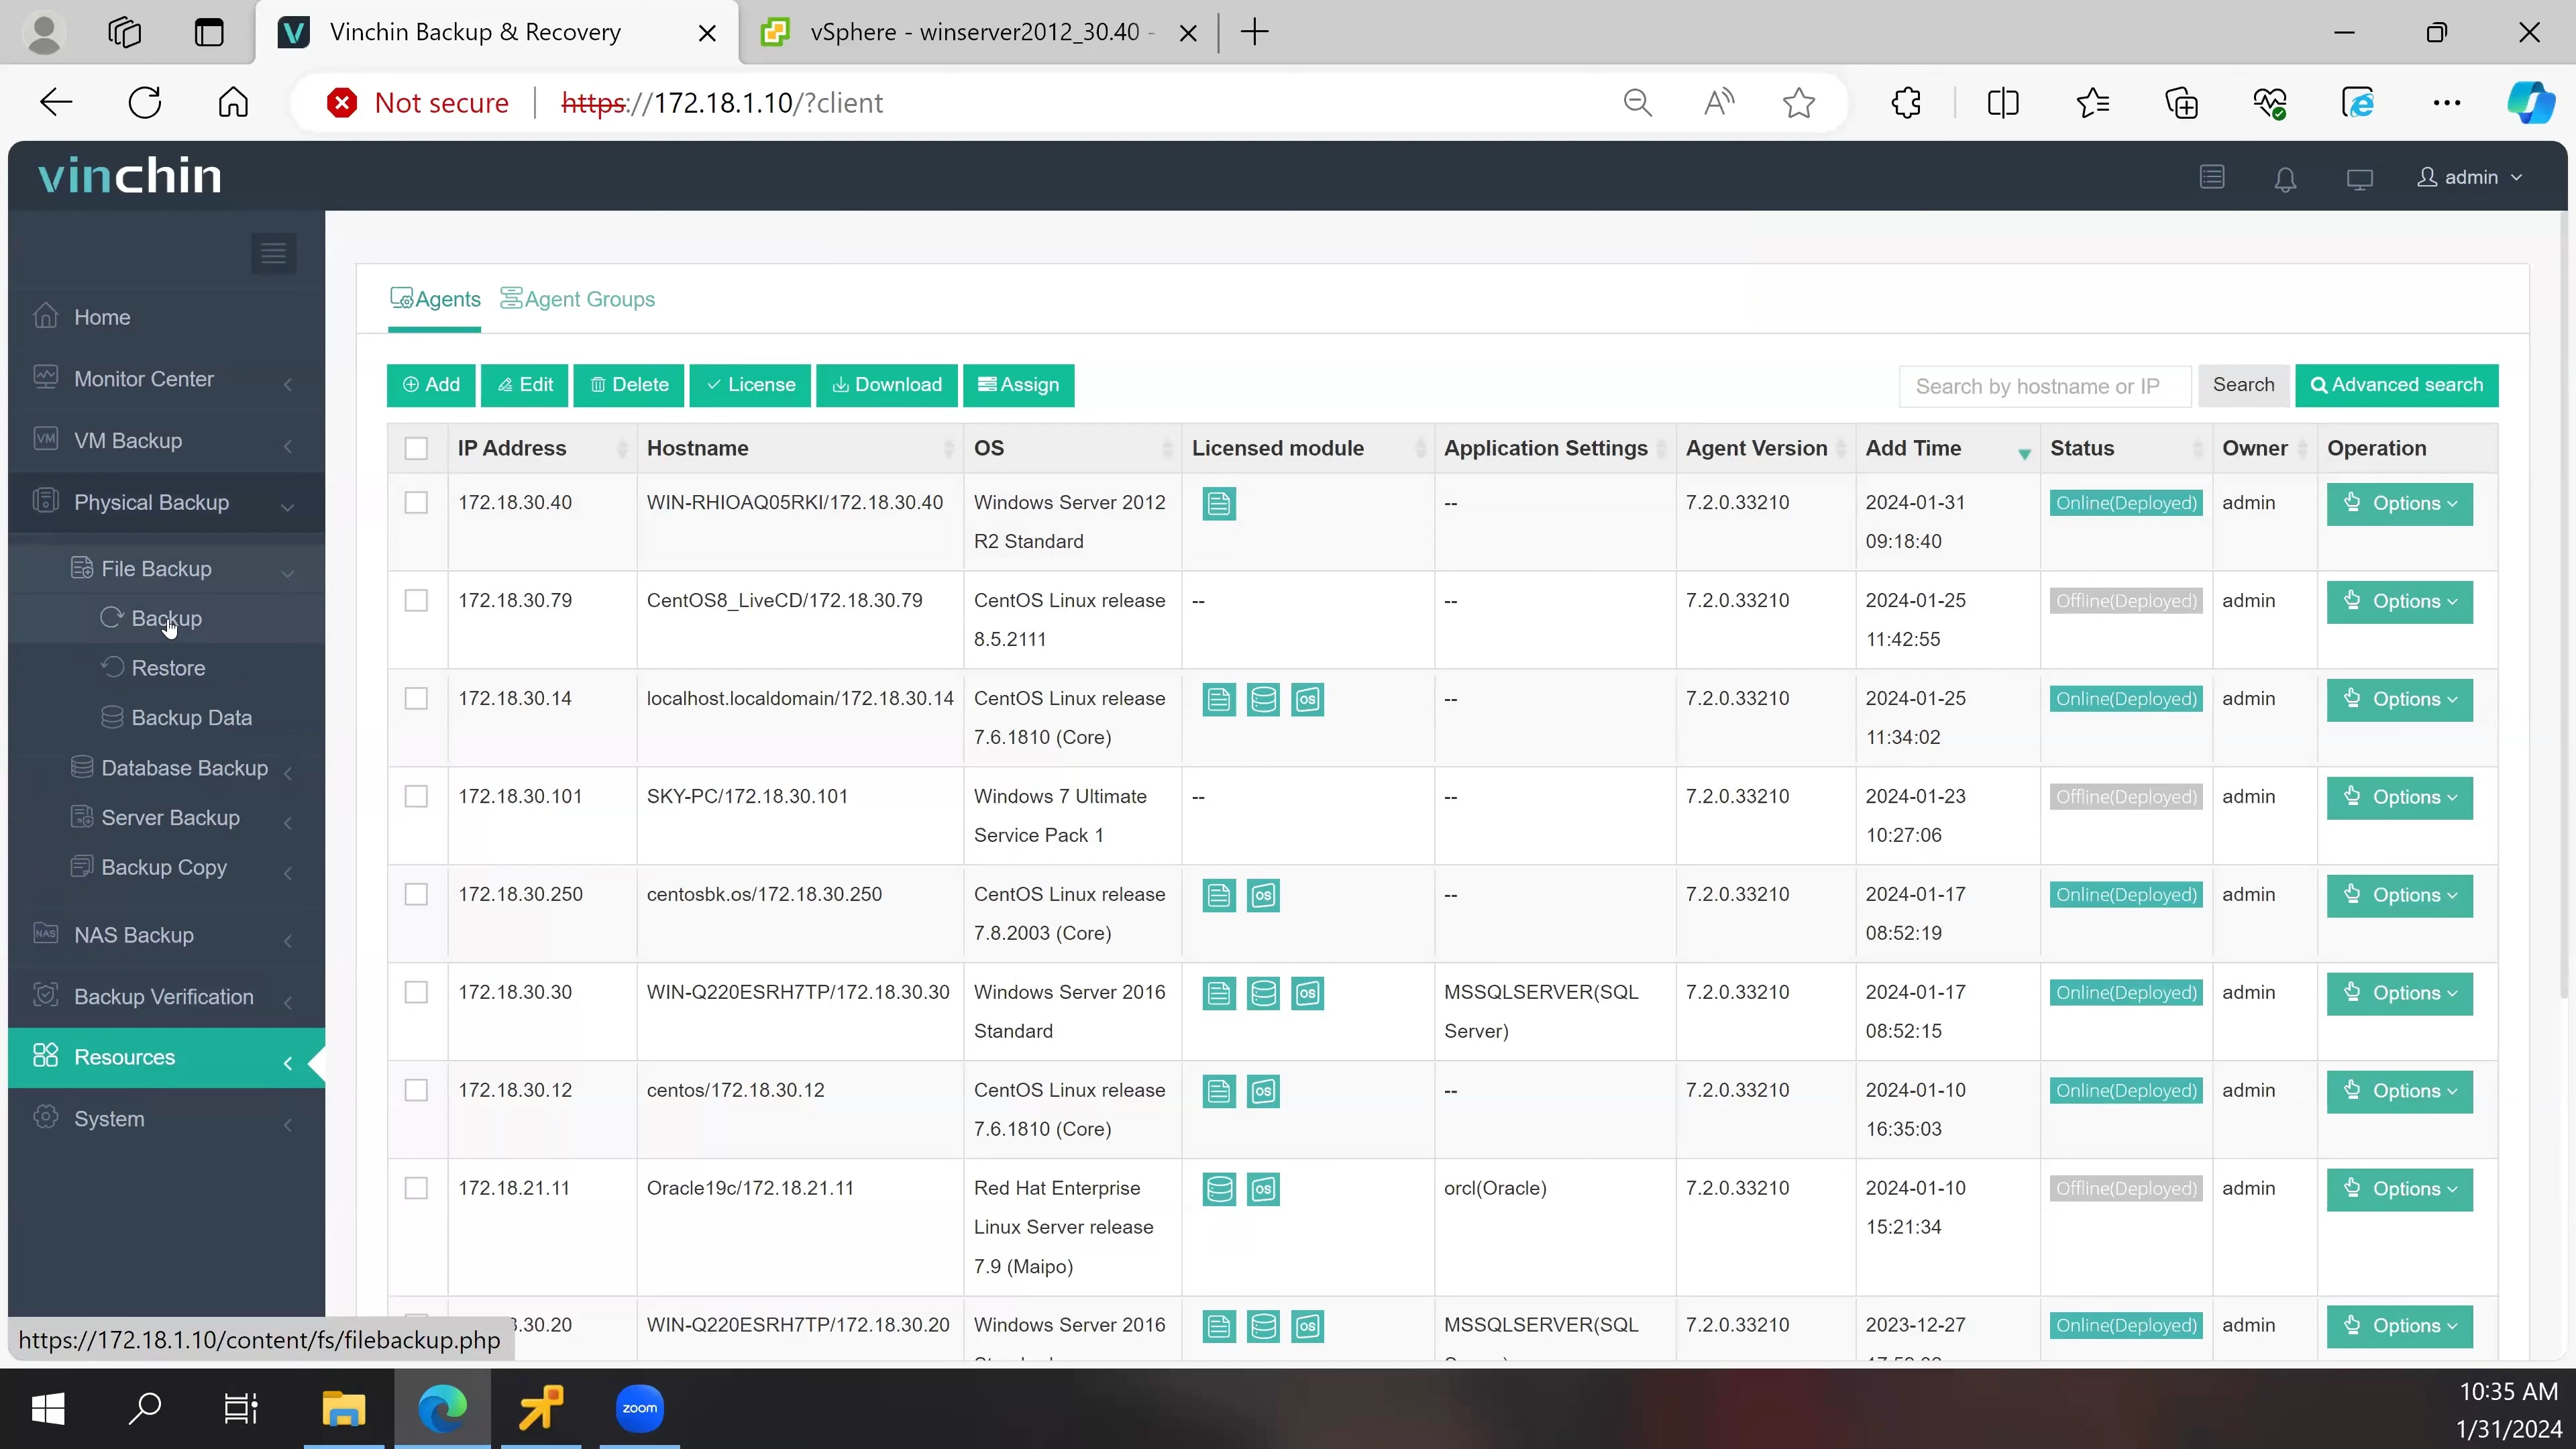 Vinchin Backup & Recovery
vSphere - winserver2012_30.40 -
Not secure
https://172.18.1.10/?client
vinchin
admin
Home
Monitor Center
VM Backup
Physical Backup
File Backup
Backup
Restore
Backup Data
Database Backup
Server Backup
Backup Copy
NAS Backup
Backup Verification
Resources
System
Agents Agent Groups
Add Edit Delete License Download Assign
Search by hostname or IP Search Advanced search
IP Address Hostname OS Licensed module Application Settings Agent Version Add Time Status Owner Operation
172.18.30.40 WIN-RHIOAQ05RKI/172.18.30.40 Windows Server 2012 -- 7.2.0.33210 2024-01-31 Online(Deployed) admin Options
R2 Standard 09:18:40
172.18.30.79 CentOS8_LiveCD/172.18.30.79 CentOS Linux release -- -- 7.2.0.33210 2024-01-25 Offline(Deployed) admin Options
8.5.2111 11:42:55
172.18.30.14 localhost.localdomain/172.18.30.14 CentOS Linux release OS -- 7.2.0.33210 2024-01-25 Online(Deployed) admin Options
7.6.1810 (Core) 11:34:02
172.18.30.101 SKY-PC/172.18.30.101 Windows 7 Ultimate -- -- 7.2.0.33210 2024-01-23 Offline(Deployed) admin Options
Service Pack 1 10:27:06
172.18.30.250 centosbk.os/172.18.30.250 CentOS Linux release OS -- 7.2.0.33210 2024-01-17 Online(Deployed) admin Options
7.8.2003 (Core) 08:52:19
172.18.30.30 WIN-Q220ESRH7TP/172.18.30.30 Windows Server 2016 OS MSSQLSERVER(SQL 7.2.0.33210 2024-01-17 Online(Deployed) admin Options
Standard Server) 08:52:15
172.18.30.12 centos/172.18.30.12 CentOS Linux release OS -- 7.2.0.33210 2024-01-10 Online(Deployed) admin Options
7.6.1810 (Core) 16:35:03
172.18.21.11 Oracle19c/172.18.21.11 Red Hat Enterprise OS orcl(Oracle) 7.2.0.33210 2024-01-10 Offline(Deployed) admin Options
Linux Server release 15:21:34
7.9 (Maipo)
.30.20 WIN-Q220ESRH7TP/172.18.30.20 Windows Server 2016 OS MSSQLSERVER(SQL 7.2.0.33210 2023-12-27 Online(Deployed) admin Options
https://172.18.1.10/content/fs/filebackup.php
zoom
10:35 AM
1/31/2024